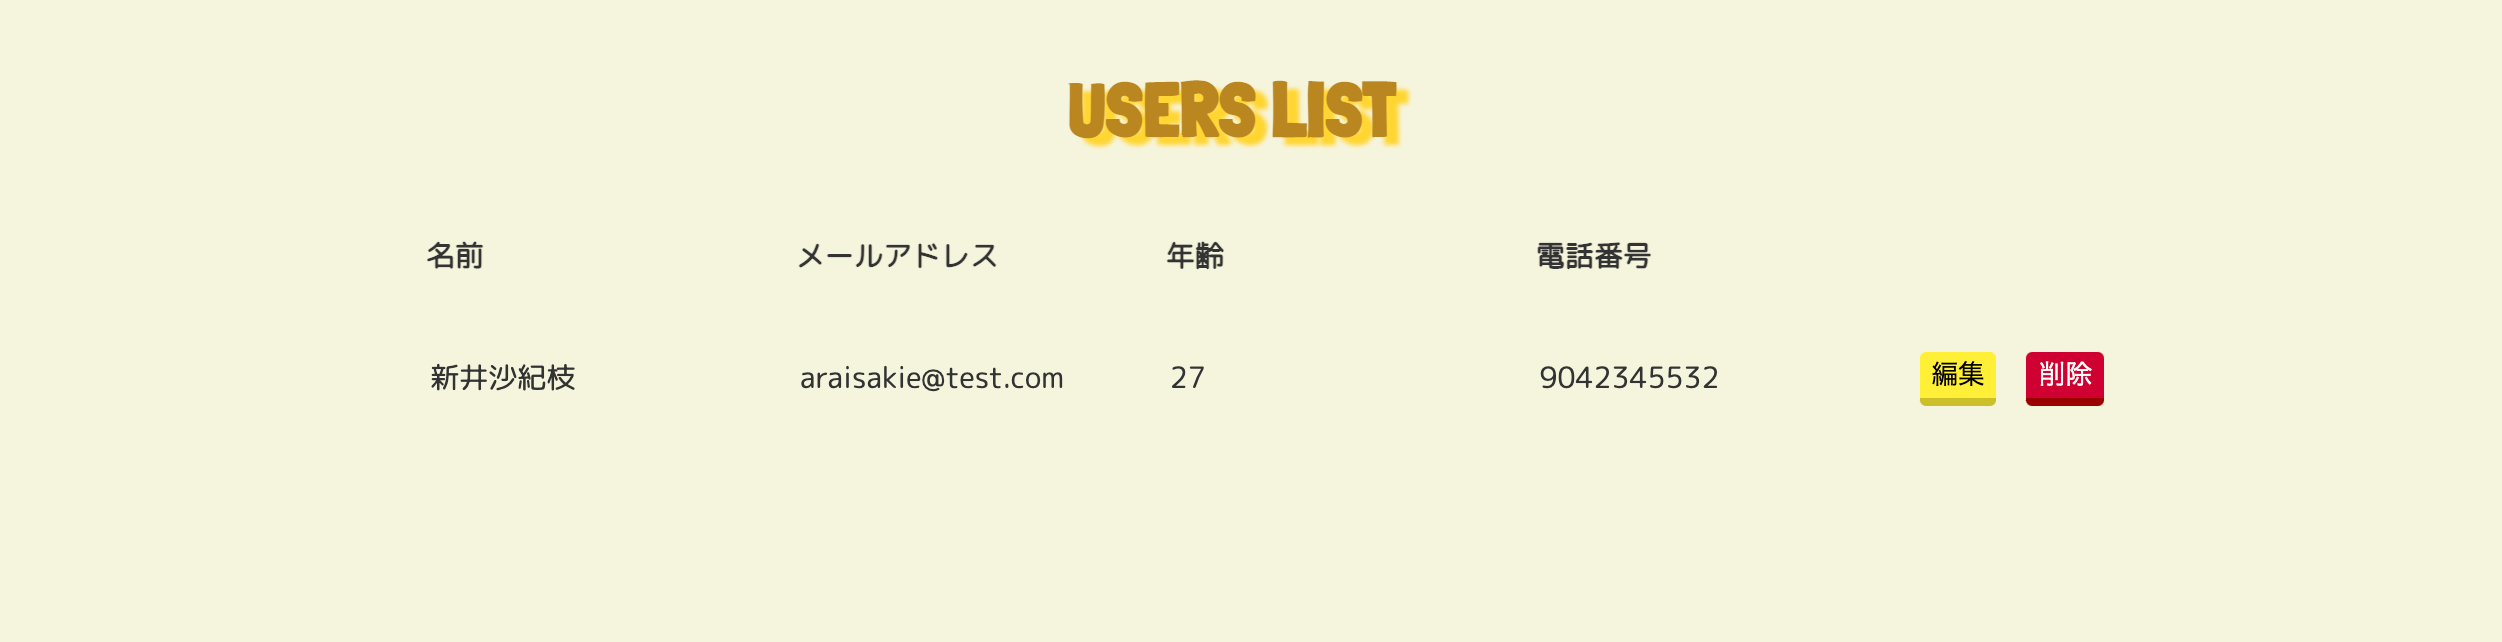 USERS LIST
名前 メールアドレス 年齢 電話番号
新井沙紀枝 araisakie@test.com 27 9042345532 編集 削除